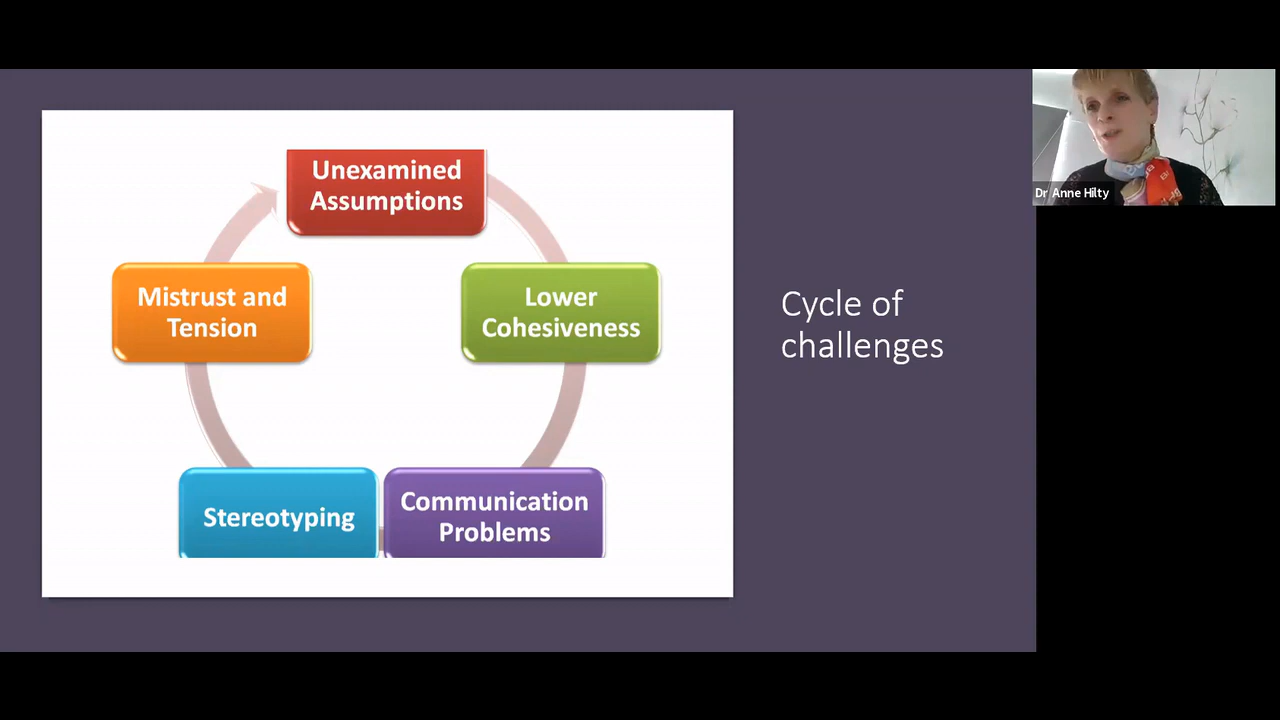 Unexamined
Assumptions
Mistrust and
Tension
Lower
Cohesiveness
Stereotyping
Communication
Problems
Cycle of
challenges
Dr Anne Hilty